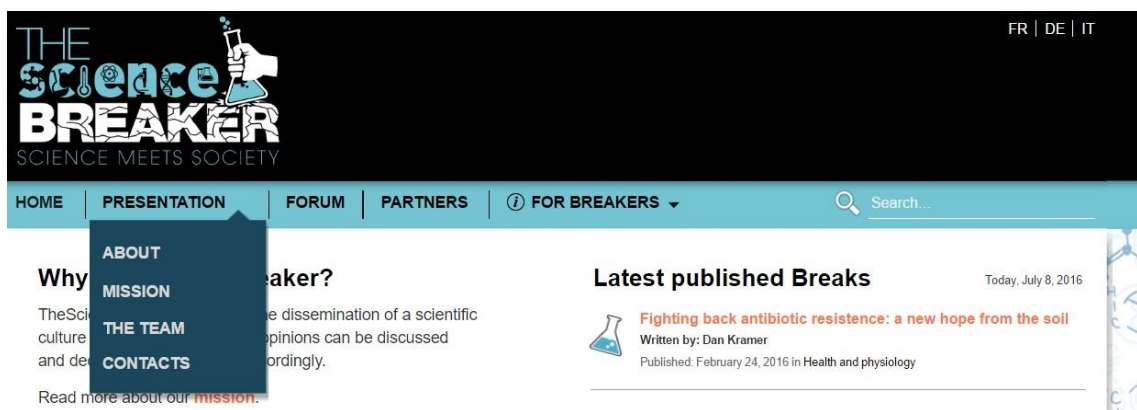 THE
science
BREAKER
SCIENCE MEETS SOCIETY
FR | DE | IT
HOME
PRESENTATION
FORUM
PARTNERS
i FOR BREAKERS
Search...
ABOUT
MISSION
THE TEAM
CONTACTS
Why eaker?
TheSci e dissemination of a scientific
culture pinions can be discussed
and de ordingly.
Read more about our mission.
Latest published Breaks
Today, July 8, 2016
Fighting back antibiotic resistence: a new hope from the soil
Written by: Dan Kramer
Published: February 24, 2016 in Health and physiology